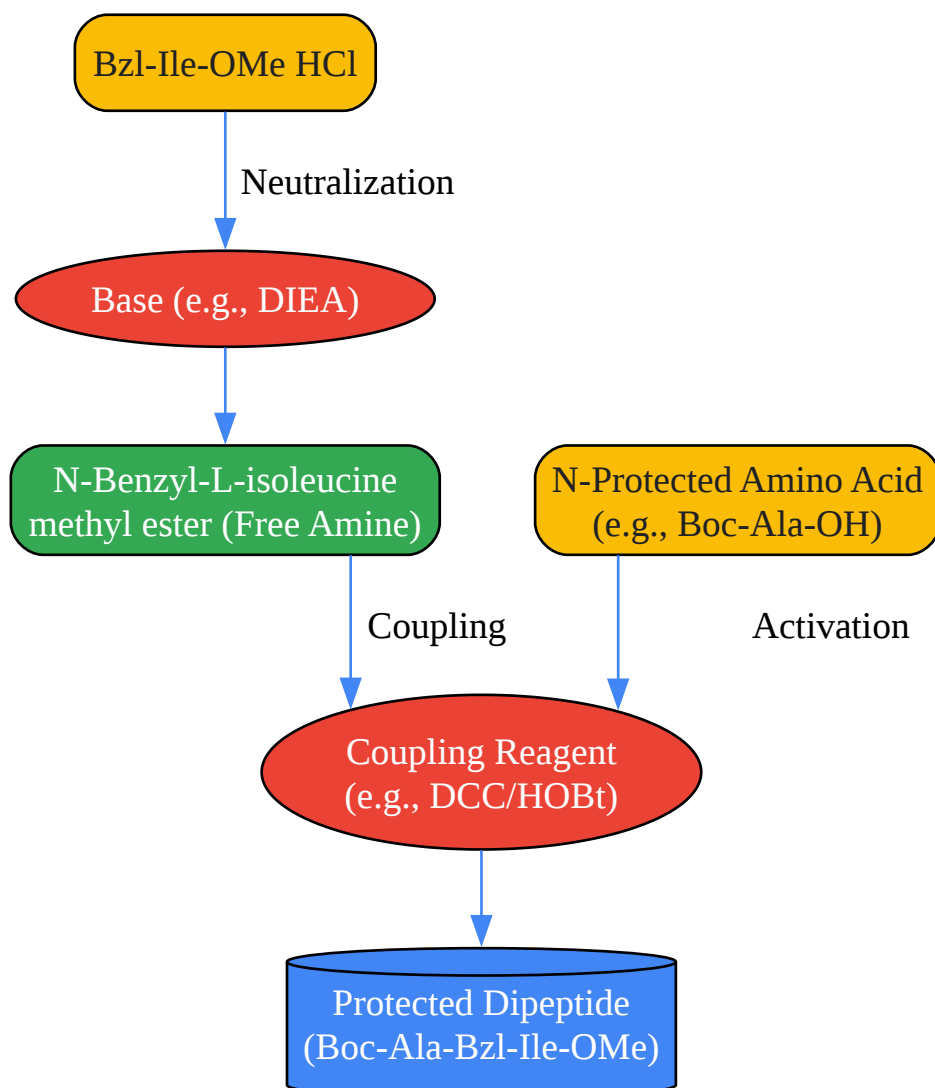 Bzl-Ile-OMe HCl
Neutralization
Base (e.g., DIEA)
N-Benzyl-L-isoleucine
methyl ester (Free Amine)
N-Protected Amino Acid
(e.g., Boc-Ala-OH)
Coupling
Activation
Coupling Reagent
(e.g., DCC/HOBt)
Protected Dipeptide
(Boc-Ala-Bzl-Ile-OMe)